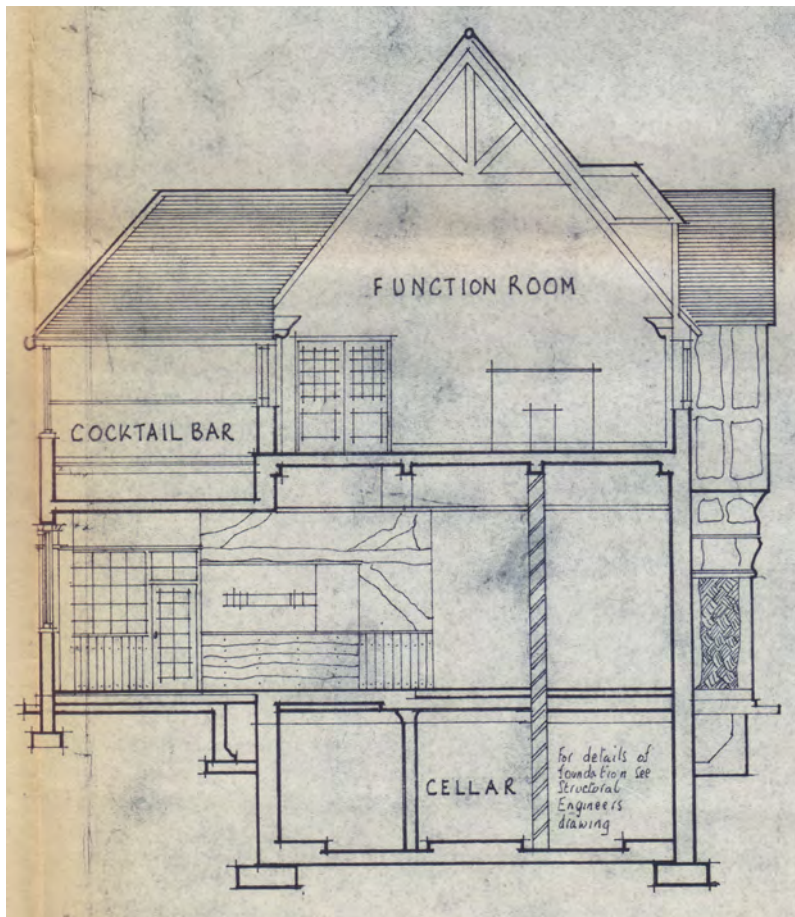 FUNCTION ROOM
COCKTAIL BAR
CELLAR
For details of
foundation see
Structural
Engineers
drawing